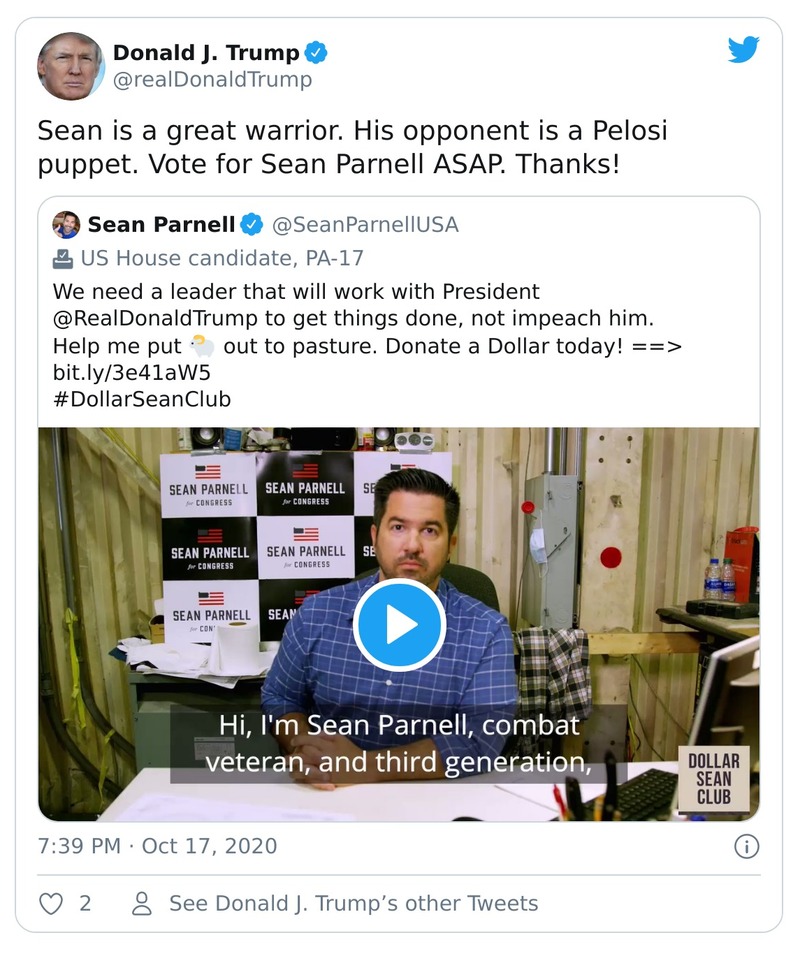 Donald J. Trump
@realDonaldTrump
Sean is a great warrior. His opponent is a Pelosi
puppet. Vote for Sean Parnell ASAP. Thanks!
Sean Parnell @SeanParnellUSA
US House candidate, PA-17
We need a leader that will work with President
@RealDonaldTrump to get things done, not impeach him.
Help me put 🐏 out to pasture. Donate a Dollar today! ==>
bit.ly/3e41aW5
#DollarSeanClub
SEAN PARNELL
for CONGRESS
SEAN PARNELL
for CONGRESS
SE
SEAN PARNELL
for CONGRESS
SEAN PARNELL
for CONGRESS
SE
SEAN PARNELL
for CON
SEAN
Hi, I'm Sean Parnell, combat
veteran, and third generation,
DOLLAR
SEAN
CLUB
7:39 PM · Oct 17, 2020
2
See Donald J. Trump’s other Tweets